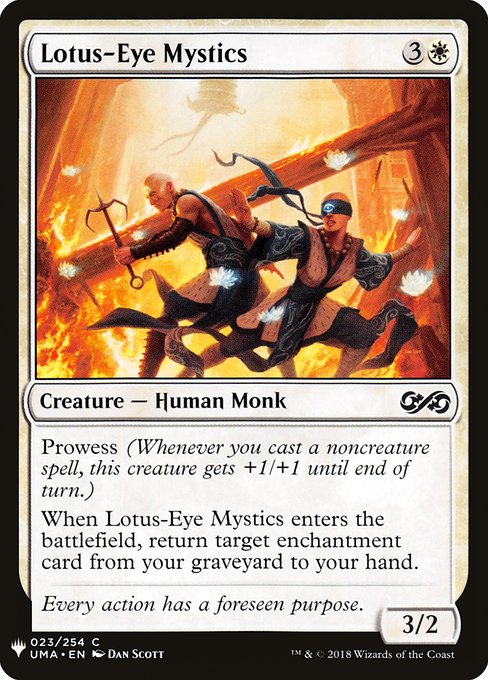 Lotus-Eye Mystics 3
Creature — Human Monk
Prowess (Whenever you cast a noncreature
spell, this creature gets +1/+1 until end of
turn.)
When Lotus-Eye Mystics enters the
battlefield, return target enchantment
card from your graveyard to your hand.
Every action has a foreseen purpose.
3/2
023/254 C
UMA • EN Dan Scott
™ & © 2018 Wizards of the Coast